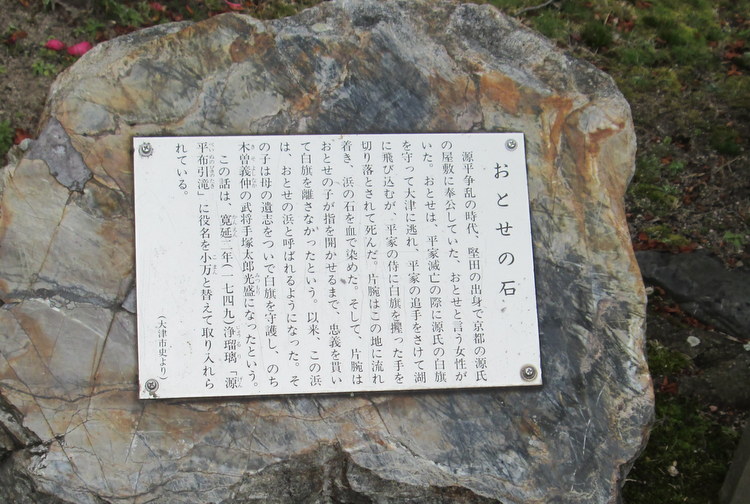 おとせの石
源平争乱の時代、堅田の出身で京都の源氏
の屋敷に奉公していた、おとせと言う女性が
いた。おとせは、平家滅亡の際に源氏の白旗
を守って大津に逃れ、平家の追手をさけて湖
に飛び込むが、平家の侍に白旗を握った手を
切り落とされて死んだ。片腕はこの地に流れ
着き、浜の石を血で染めた。そして、片腕は
おとせの子が指を開かせるまで、忠義を貫い
て白旗を離さなかったという。以来、この浜
は、おとせの浜と呼ばれるようになった。そ
の子は母の遺志をついで白旗を守護し、のち
木曽義仲の武将手塚太郎光盛になったという。
この話は、寛延二年（一七四九）浄瑠璃「源
平布引滝」に役名を小万と替えて取り入れら
れている。
（大津市史より）